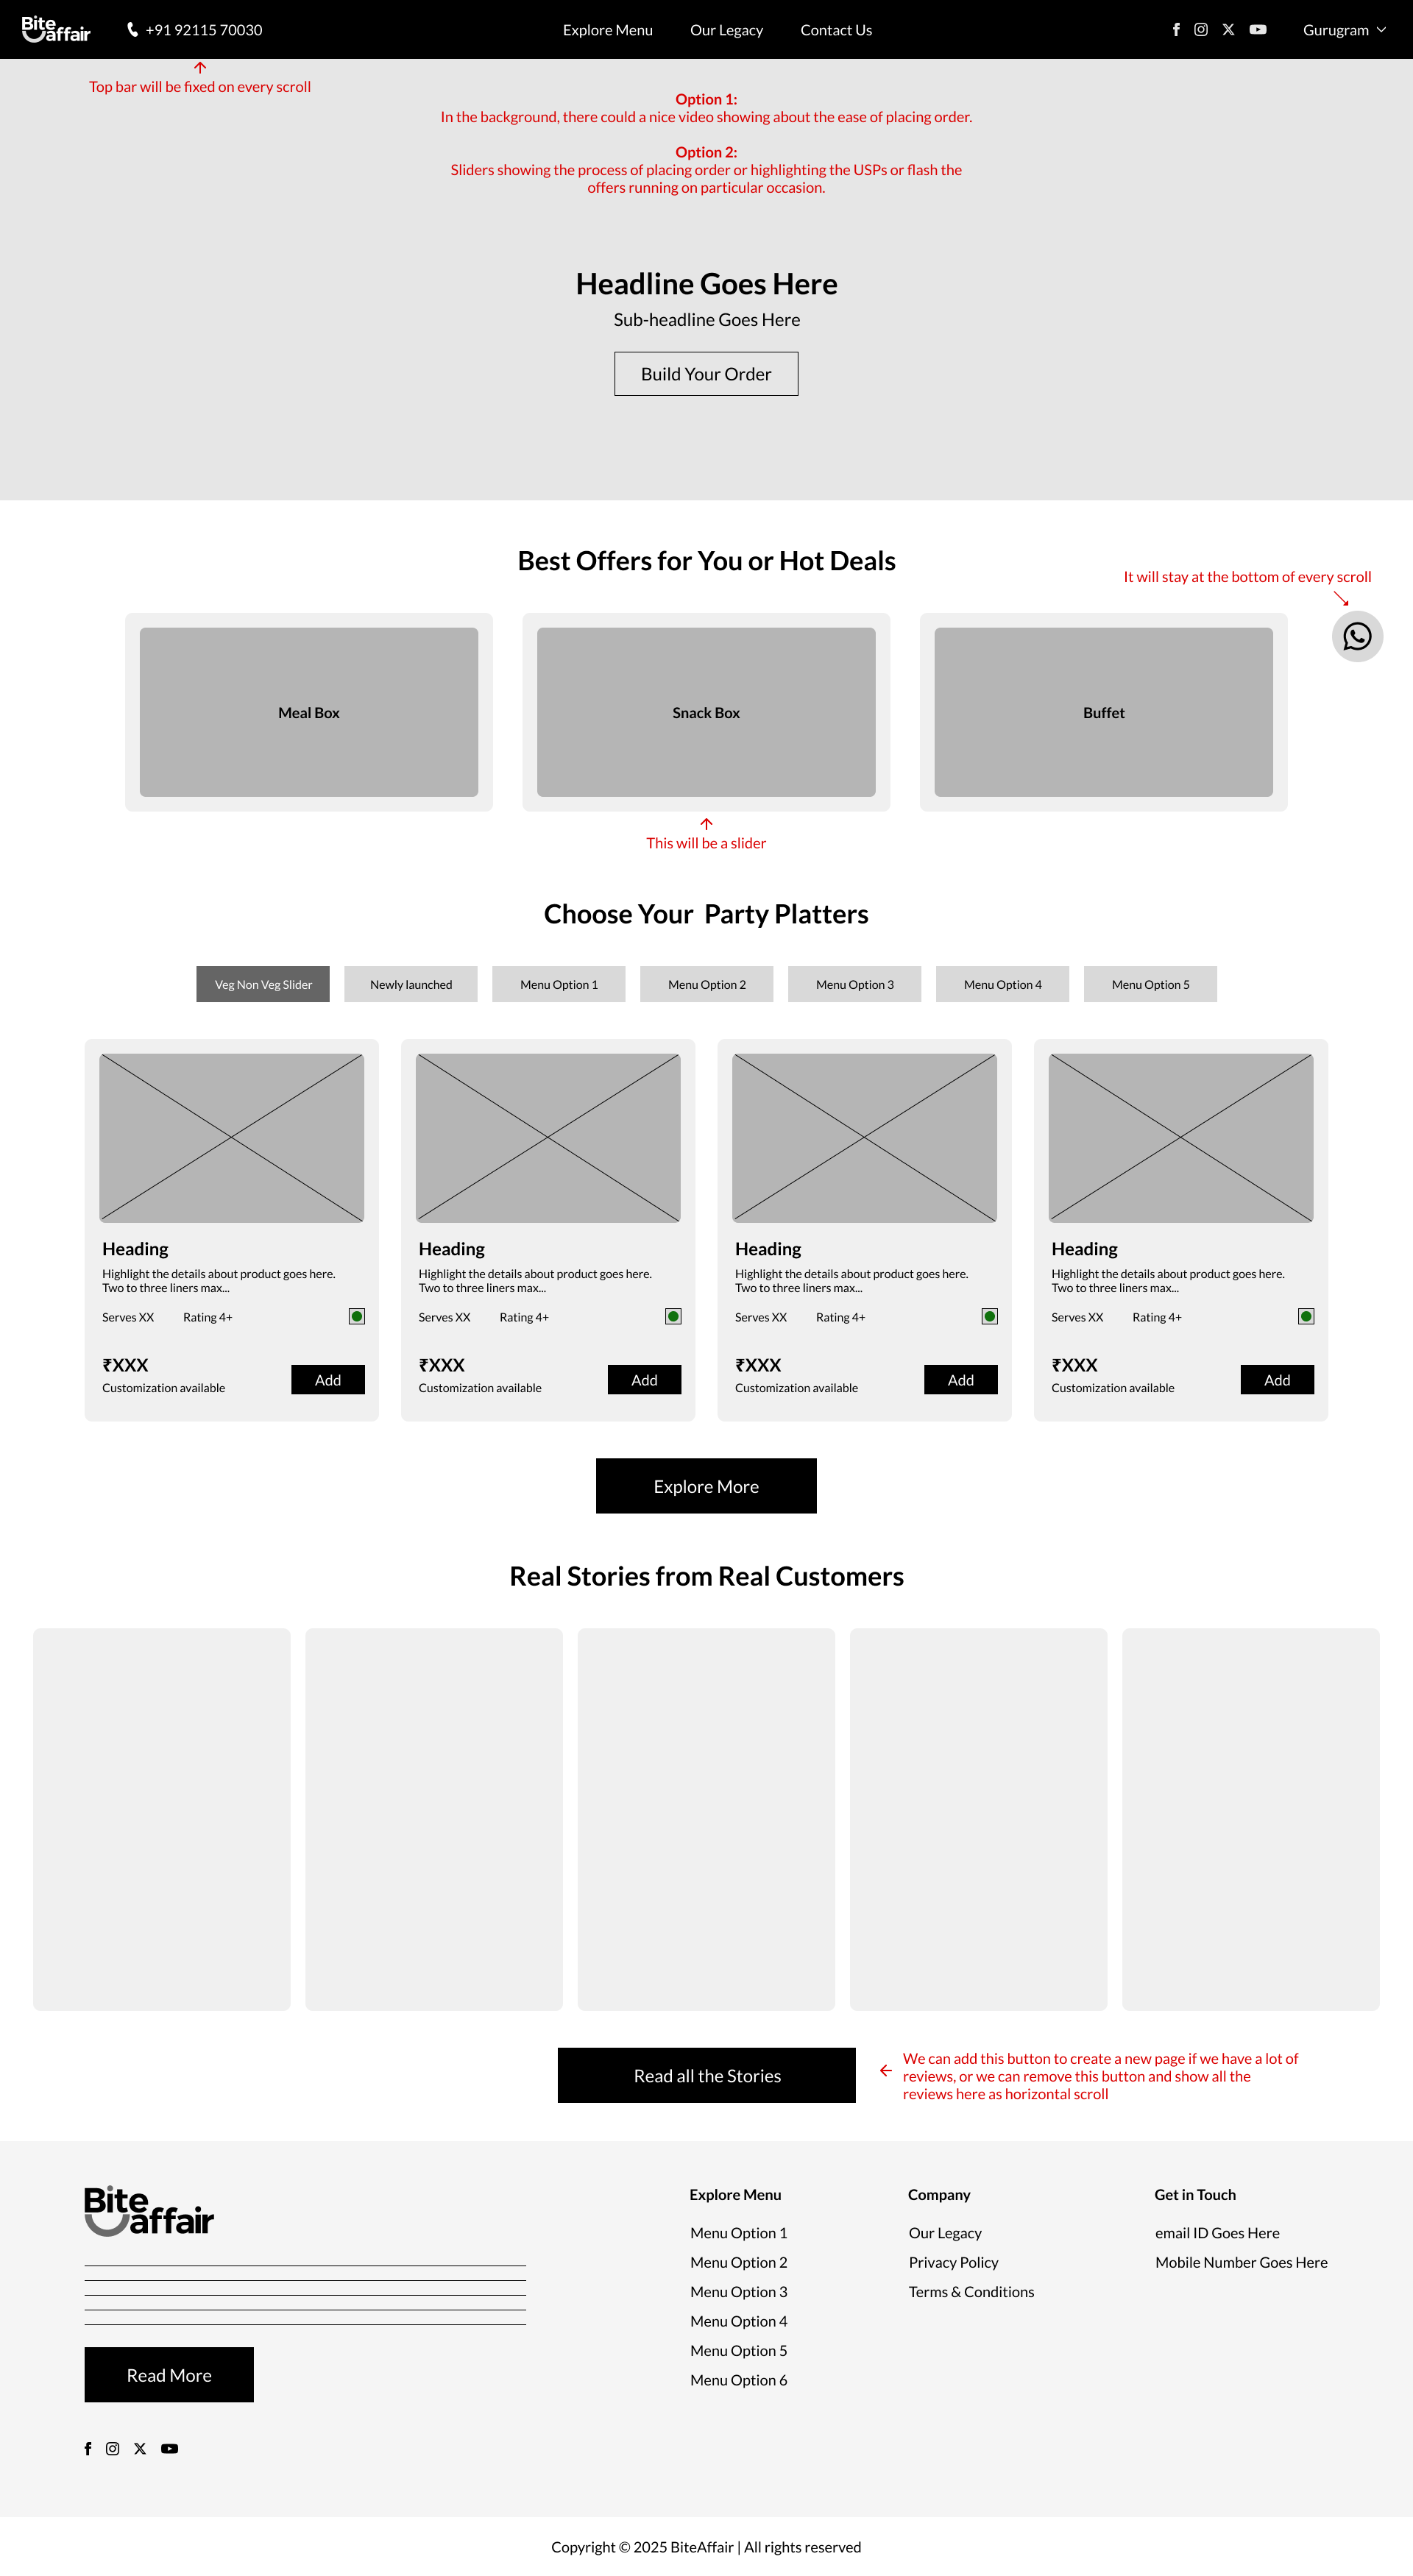 Bite affair
+91 92115 70030
Explore Menu
Our Legacy
Contact Us
Gurugram
Top bar will be fixed on every scroll
Option 1:
In the background, there could a nice video showing about the ease of placing order.
Option 2:
Sliders showing the process of placing order or highlighting the USPs or flash the
offers running on particular occasion.
Headline Goes Here
Sub-headline Goes Here
Build Your Order
Best Offers for You or Hot Deals
It will stay at the bottom of every scroll
Meal Box
Snack Box
Buffet
This will be a slider
Choose Your Party Platters
Veg Non Veg Slider
Newly launched
Menu Option 1
Menu Option 2
Menu Option 3
Menu Option 4
Menu Option 5
Heading
Highlight the details about product goes here.
Two to three liners max...
Serves XX
Rating 4+
₹XXX
Customization available
Add
Heading
Highlight the details about product goes here.
Two to three liners max...
Serves XX
Rating 4+
₹XXX
Customization available
Add
Heading
Highlight the details about product goes here.
Two to three liners max...
Serves XX
Rating 4+
₹XXX
Customization available
Add
Heading
Highlight the details about product goes here.
Two to three liners max...
Serves XX
Rating 4+
₹XXX
Customization available
Add
Explore More
Real Stories from Real Customers
Read all the Stories
We can add this button to create a new page if we have a lot of
reviews, or we can remove this button and show all the
reviews here as horizontal scroll
Bite affair
Read More
Explore Menu
Menu Option 1
Menu Option 2
Menu Option 3
Menu Option 4
Menu Option 5
Menu Option 6
Company
Our Legacy
Privacy Policy
Terms & Conditions
Get in Touch
email ID Goes Here
Mobile Number Goes Here
Copyright © 2025 BiteAffair | All rights reserved